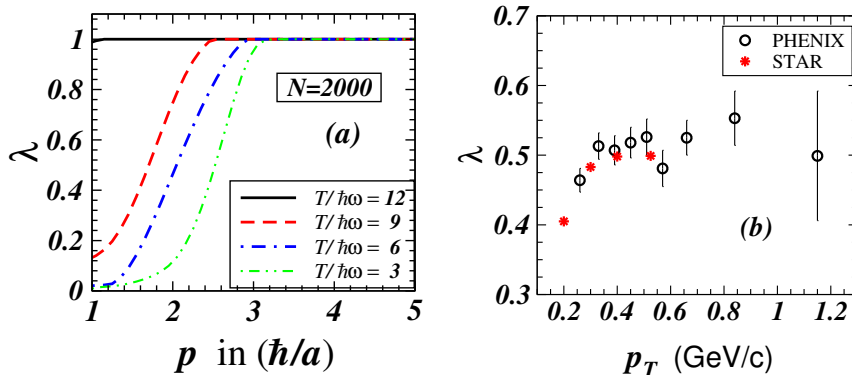 1
0.8
0.6
0.4
0.2
0
λ
N=2000
(a)
T/ħω = 12
T/ħω = 9
T/ħω = 6
T/ħω = 3
1 2 3 4 5
p in (ħ/a)
0.7
0.6
0.5
0.4
0.3
λ
PHENIX
STAR
(b)
0.2 0.4 0.6 0.8 1 1.2
p_T (GeV/c)